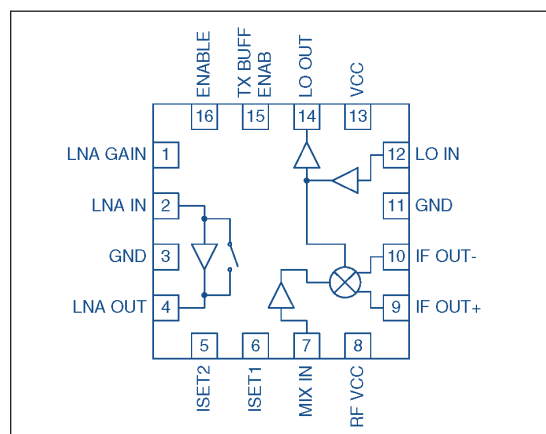 ENABLE
TX BUFF
ENAB
LO OUT
VCC
16
15
14
13
LNA GAIN 1
12 LO IN
LNA IN 2
11 GND
GND 3
10 IF OUT-
LNA OUT 4
9 IF OUT+
5
6
7
8
ISET2
ISET1
MIX IN
RF VCC